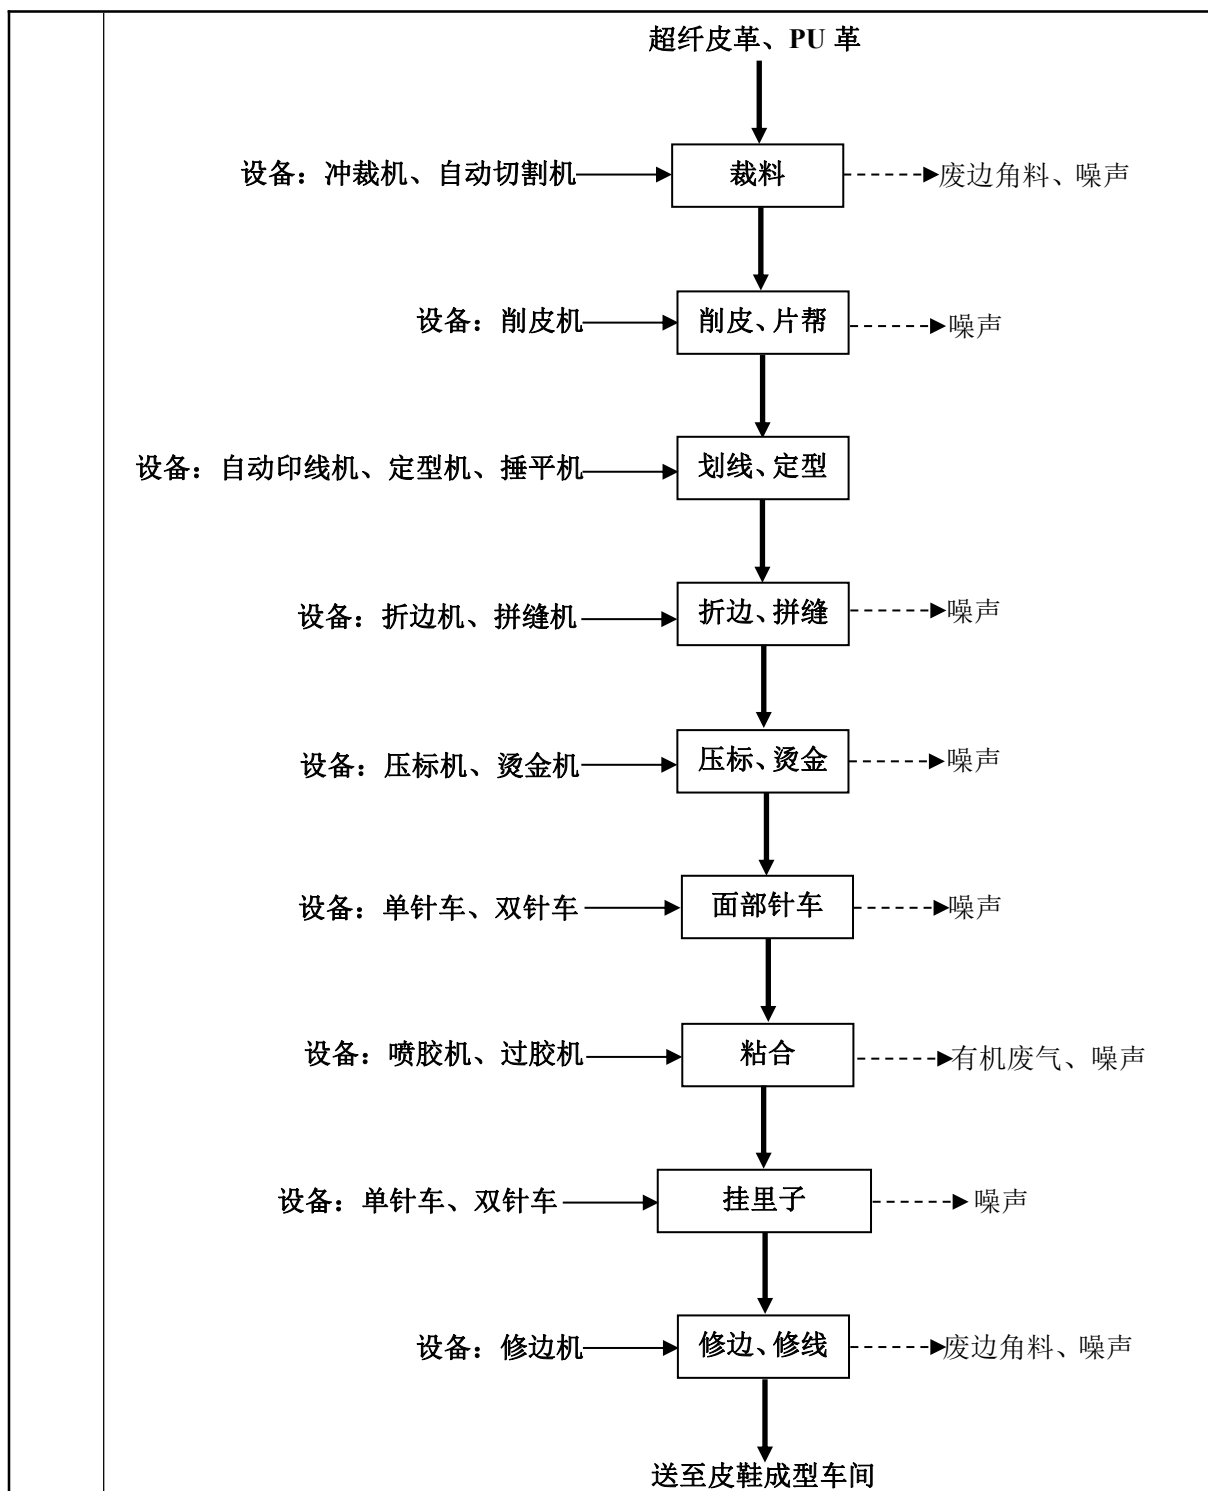 超纤皮革、PU 革
设备：冲裁机、自动切割机
裁料
废边角料、噪声
设备：削皮机
削皮、片帮
噪声
设备：自动印线机、定型机、捶平机
划线、定型
设备：折边机、拼缝机
折边、拼缝
噪声
设备：压标机、烫金机
压标、烫金
噪声
设备：单针车、双针车
面部针车
噪声
设备：喷胶机、过胶机
粘合
有机废气、噪声
设备：单针车、双针车
挂里子
噪声
设备：修边机
修边、修线
废边角料、噪声
送至皮鞋成型车间